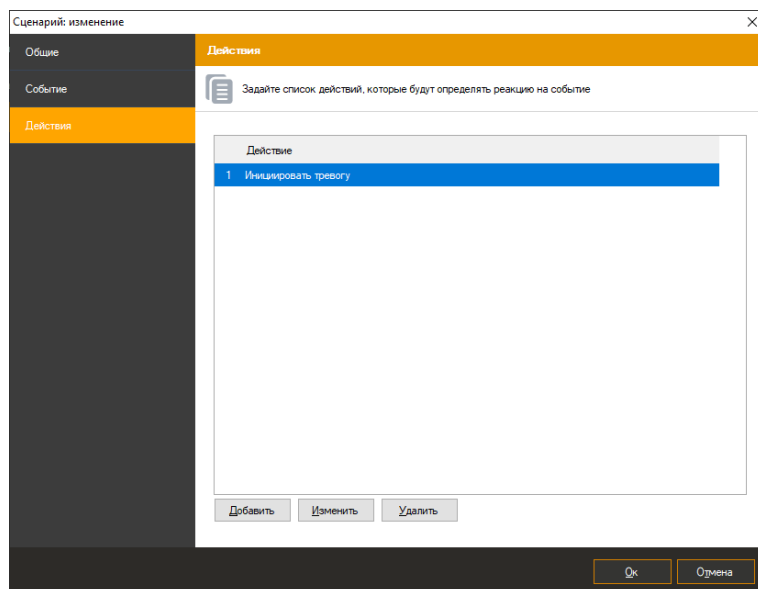 Сценарий: изменение
Общие
Событие
Действия
Действия
Задайте список действий, которые будут определять реакцию на событие
Действие
1 Инициировать тревогу
Добавить Изменить Удалить
Ок Отмена